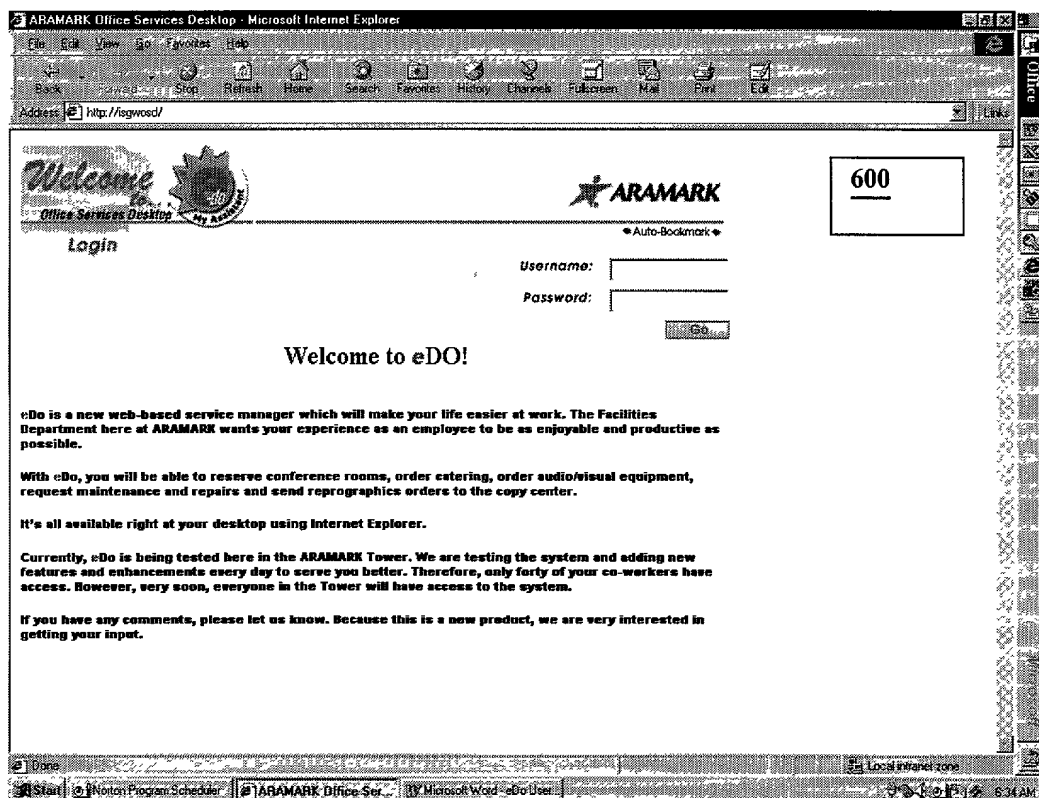 ARAMARK Office Services Desktop - Microsoft Internet Explorer
File Edit View Go Favorites Help
Back Forward Stop Refresh Home Search Favorites History Channels Fullscreen Mail Print Edit
Address http://isgwosd/ Links
Office
Welcome
to
Office Services Desktop
edo
My Assistant
ARAMARK
600
Auto-Bookmark
Login
Username:
Password:
Go
Welcome to eDO!
eDo is a new web-based service manager which will make your life easier at work. The Facilities
Department here at ARAMARK wants your experience as an employee to be as enjoyable and productive as
possible.
With eDo, you will be able to reserve conference rooms, order catering, order audio/visual equipment,
request maintenance and repairs and send reprographics orders to the copy center.
It's all available right at your desktop using Internet Explorer.
Currently, eDo is being tested here in the ARAMARK Tower. We are testing the system and adding new
features and enhancements every day to serve you better. Therefore, only forty of your co-workers have
access. However, very soon, everyone in the Tower will have access to the system.
If you have any comments, please let us know. Because this is a new product, we are very interested in
getting your input.
Microsoft
Done Local intranet zone
Start Norton Program Scheduler ARAMARK Office Ser... Microsoft Word - eDo User... 6:34 AM